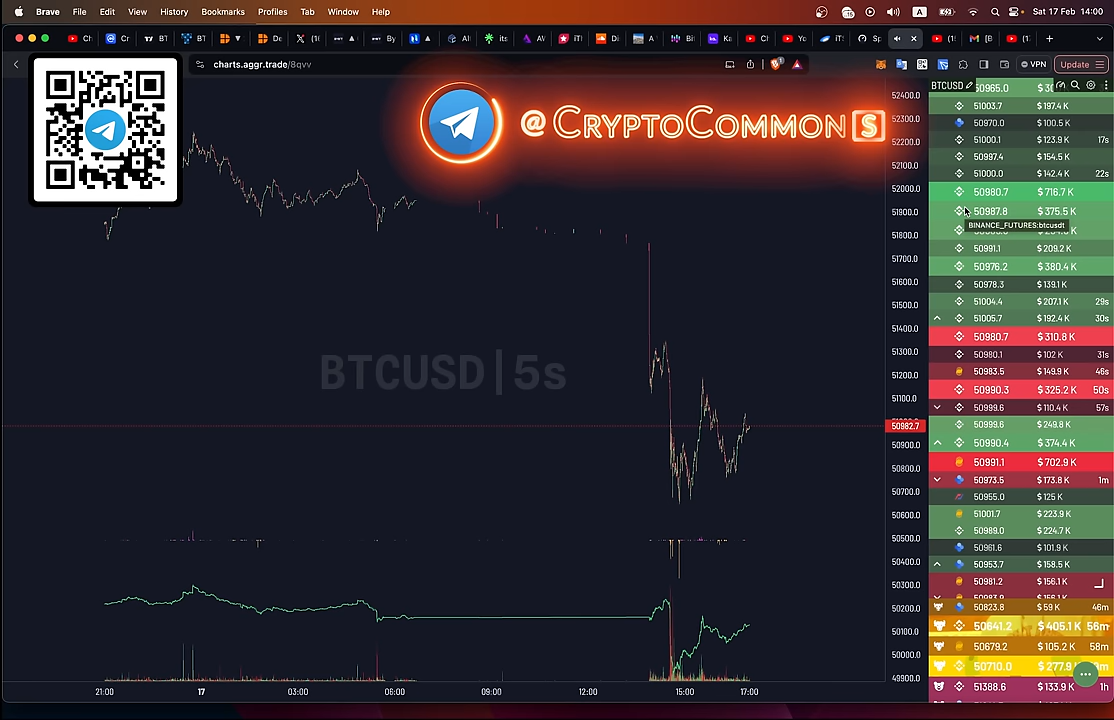 Brave File Edit View History Bookmarks Profiles Tab Window Help
Sat 17 Feb 14:00
charts.aggr.trade/8qvv
VPN
Update
@CryptoCommonS
BTCUSD|5s
52400.0
52300.0
52200.0
52100.0
52000.0
51900.0
51800.0
51700.0
51600.0
51500.0
51400.0
51300.0
51200.0
51100.0
50982.7
50900.0
50800.0
50700.0
50600.0
50500.0
50400.0
50300.0
50200.0
50100.0
50000.0
49900.0
21:00 17 03:00 06:00 09:00 12:00 15:00 17:00
BTCUSD
50965.0
51003.7 $197.4 K
50970.0 $100.5 K
51000.1 $123.9 K 17s
50997.4 $154.5 K
51000.0 $142.4 K 22s
50980.7 $716.7 K
50987.8 $375.5 K
BINANCE_FUTURES:btcusdt
50991.1 $209.2 K
50976.2 $380.4 K
50978.3 $139.1 K
51004.4 $207.1 K 29s
51005.7 $192.4 K 30s
50980.7 $310.8 K
50980.1 $102 K 31s
50983.5 $149.9 K 46s
50990.3 $325.2 K 50s
50999.6 $110.4 K 57s
50999.6 $249.8 K
50990.4 $374.4 K
50991.1 $702.9 K
50973.5 $173.8 K 1m
50955.0 $125 K
51001.7 $223.9 K
50989.0 $224.7 K
50961.6 $101.9 K
50953.7 $158.5 K
50981.2 $156.1 K
50823.8 $59 K 46m
50641.2 $405.1 K 56m
50679.2 $105.2 K 58m
50710.0 $277.9
51388.6 $133.9 K 1h